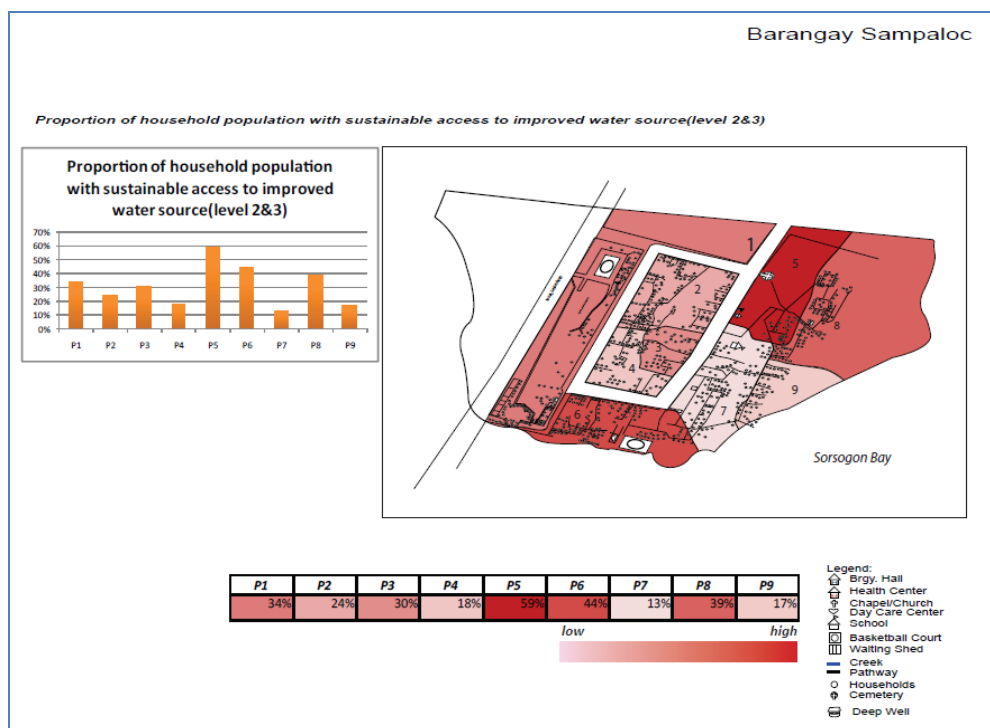 Barangay Sampaloc
Proportion of household population with sustainable access to improved water source(level 2&3)
Proportion of household population
with sustainable access to improved
water source(level 2&3)
70%
60%
50%
40%
30%
20%
10%
0%
P1 P2 P3 P4 P5 P6 P7 P8 P9
1
5
2
8
3
4
9
6
7
Sorsogon Bay
P1 P2 P3 P4 P5 P6 P7 P8 P9
34% 24% 30% 18% 59% 44% 13% 39% 17%
low high
Legend:
Brgy. Hall
Health Center
Chapel/Church
Day Care Center
School
Basketball Court
Waiting Shed
Creek
Pathway
Households
Cemetery
Deep Well